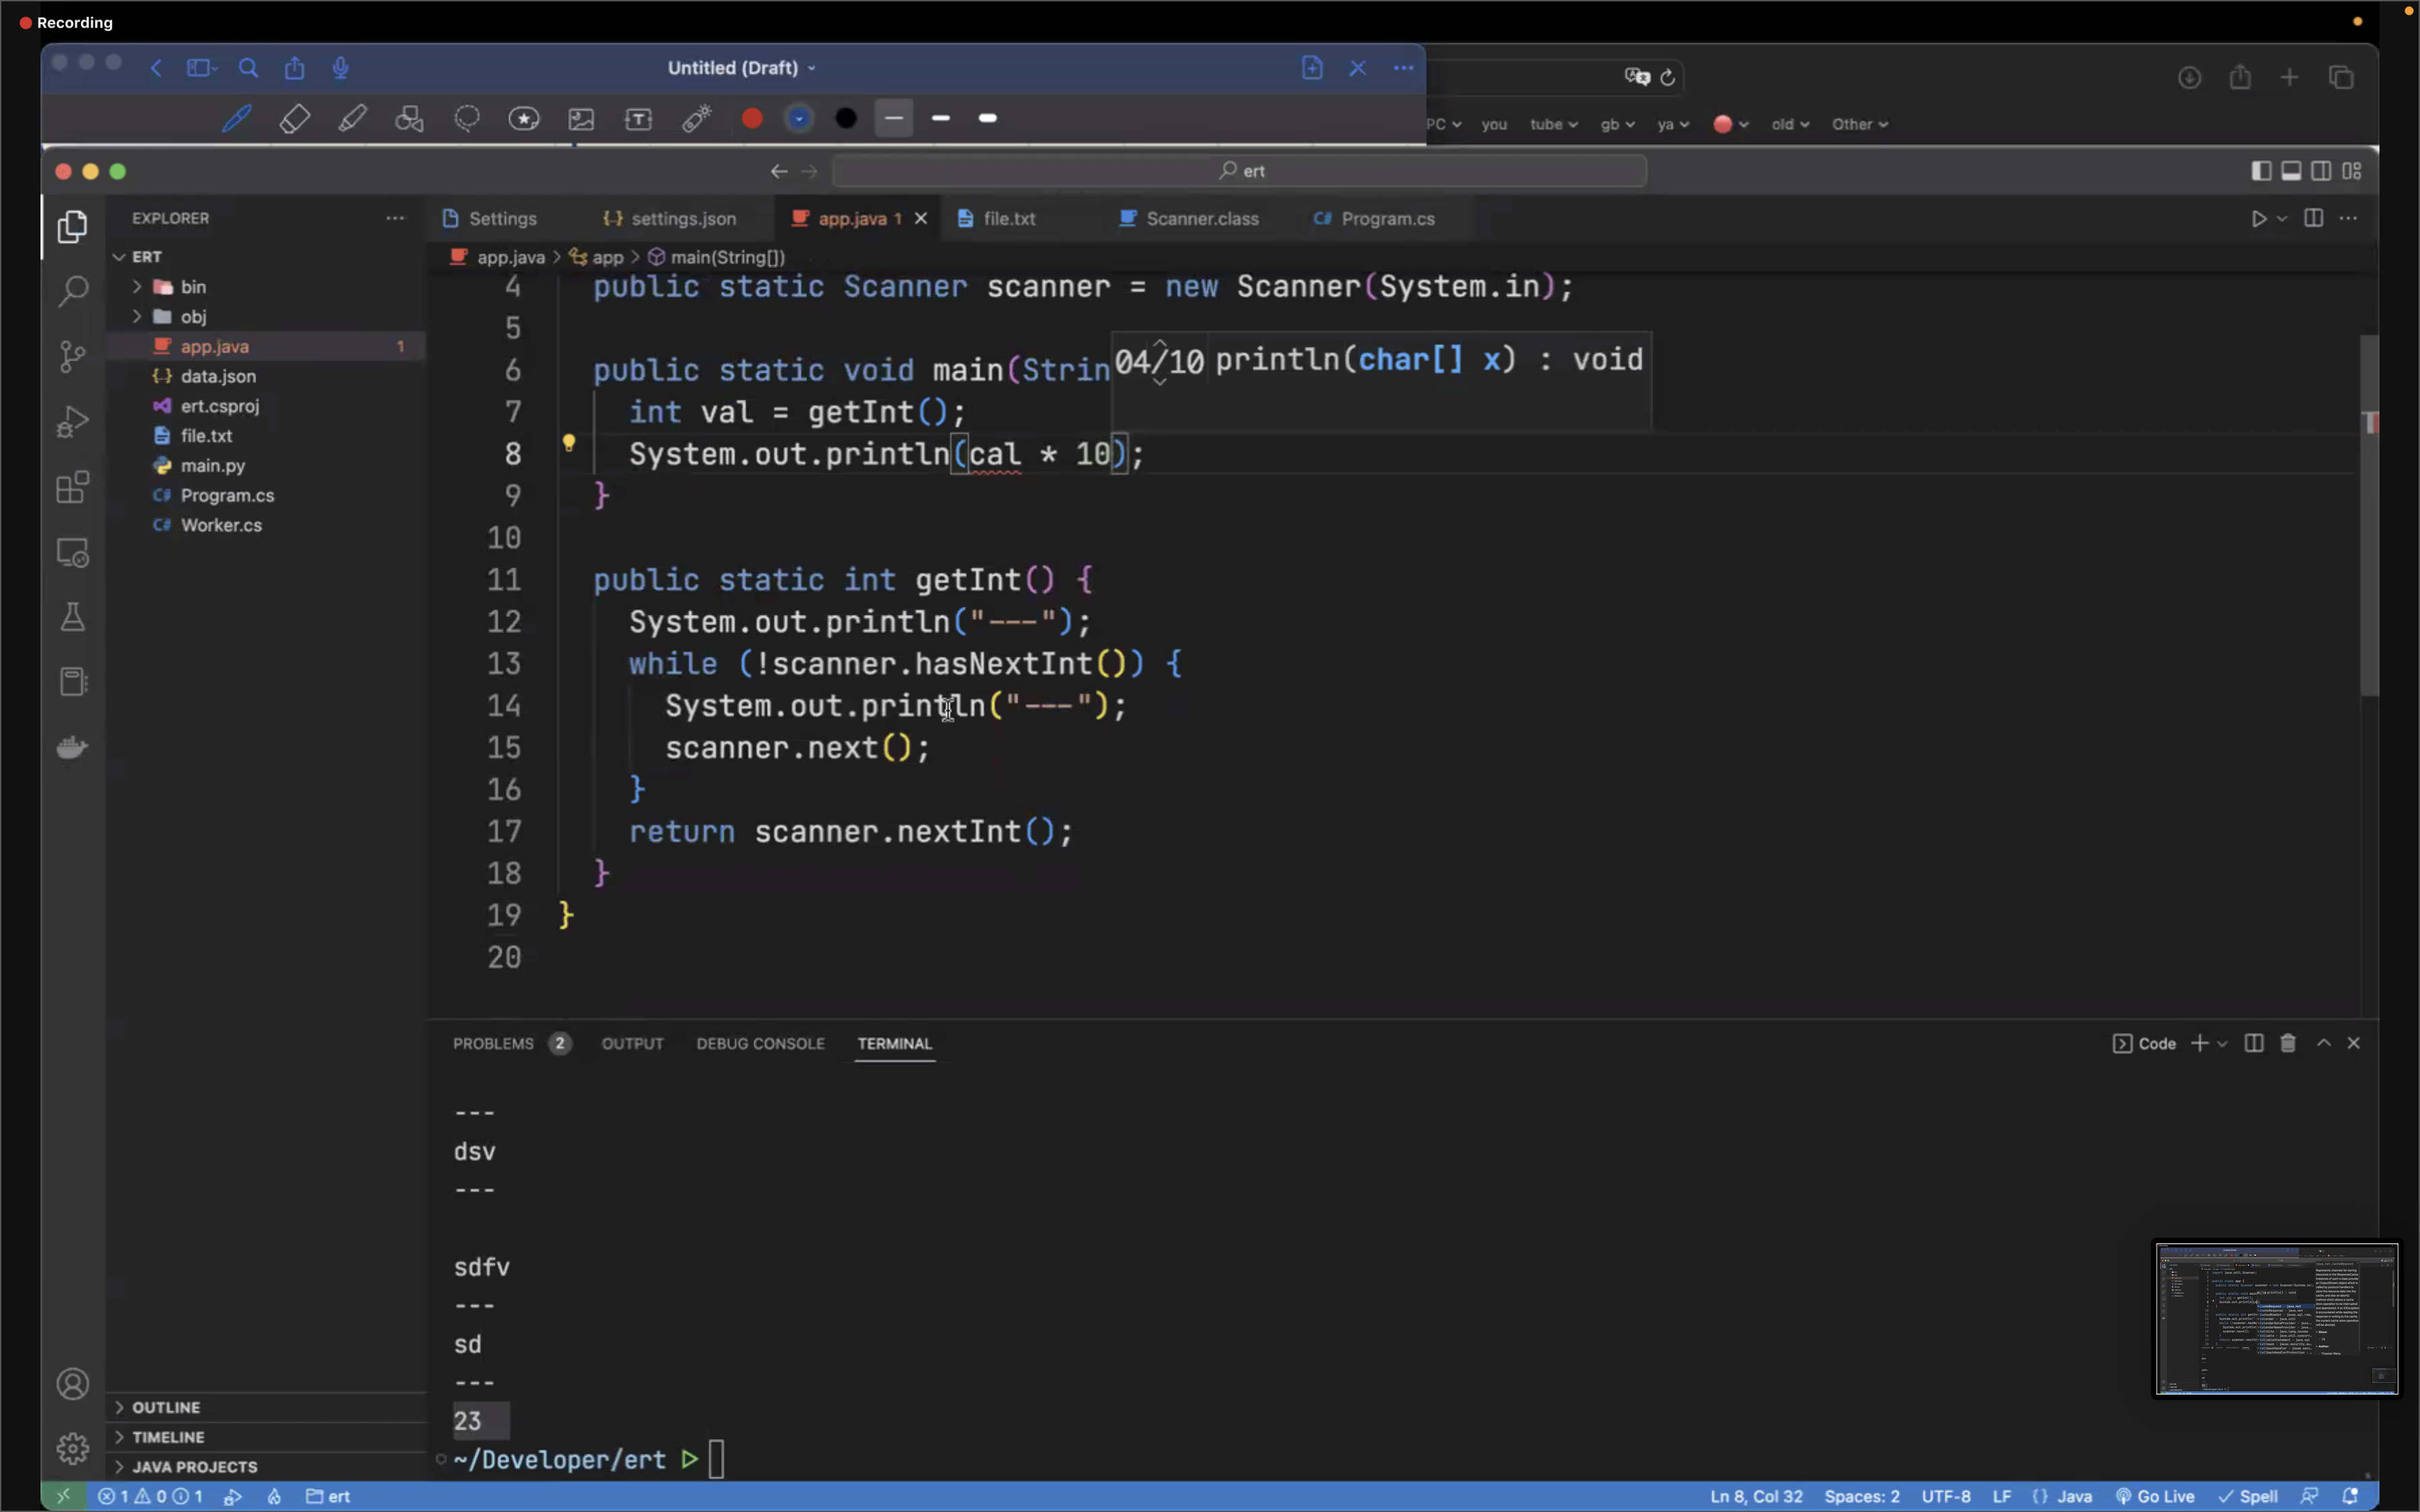 Recording
Untitled (Draft)
PC you tube gb ya old Other
ert
EXPLORER
Settings settings.json app.java 1 file.txt Scanner.class Program.cs
ERT
app.java > app > main(String[])
bin
obj
app.java 1
data.json
ert.csproj
file.txt
main.py
Program.cs
Worker.cs
4 public static Scanner scanner = new Scanner(System.in);
5
6 public static void main(Strin
04/10 println(char[] x) : void
7 int val = getInt();
8 System.out.println(cal * 10);
9 }
10
11 public static int getInt() {
12 System.out.println("---");
13 while (!scanner.hasNextInt()) {
14 System.out.println("---");
15 scanner.next();
16 }
17 return scanner.nextInt();
18 }
19 }
20
PROBLEMS 2 OUTPUT DEBUG CONSOLE TERMINAL
Code
---
dsv
---
sdfv
---
sd
---
23
~/Developer/ert
OUTLINE
TIMELINE
JAVA PROJECTS
1 0 1 ert
Ln 8, Col 32 Spaces: 2 UTF-8 LF {} Java Go Live Spell